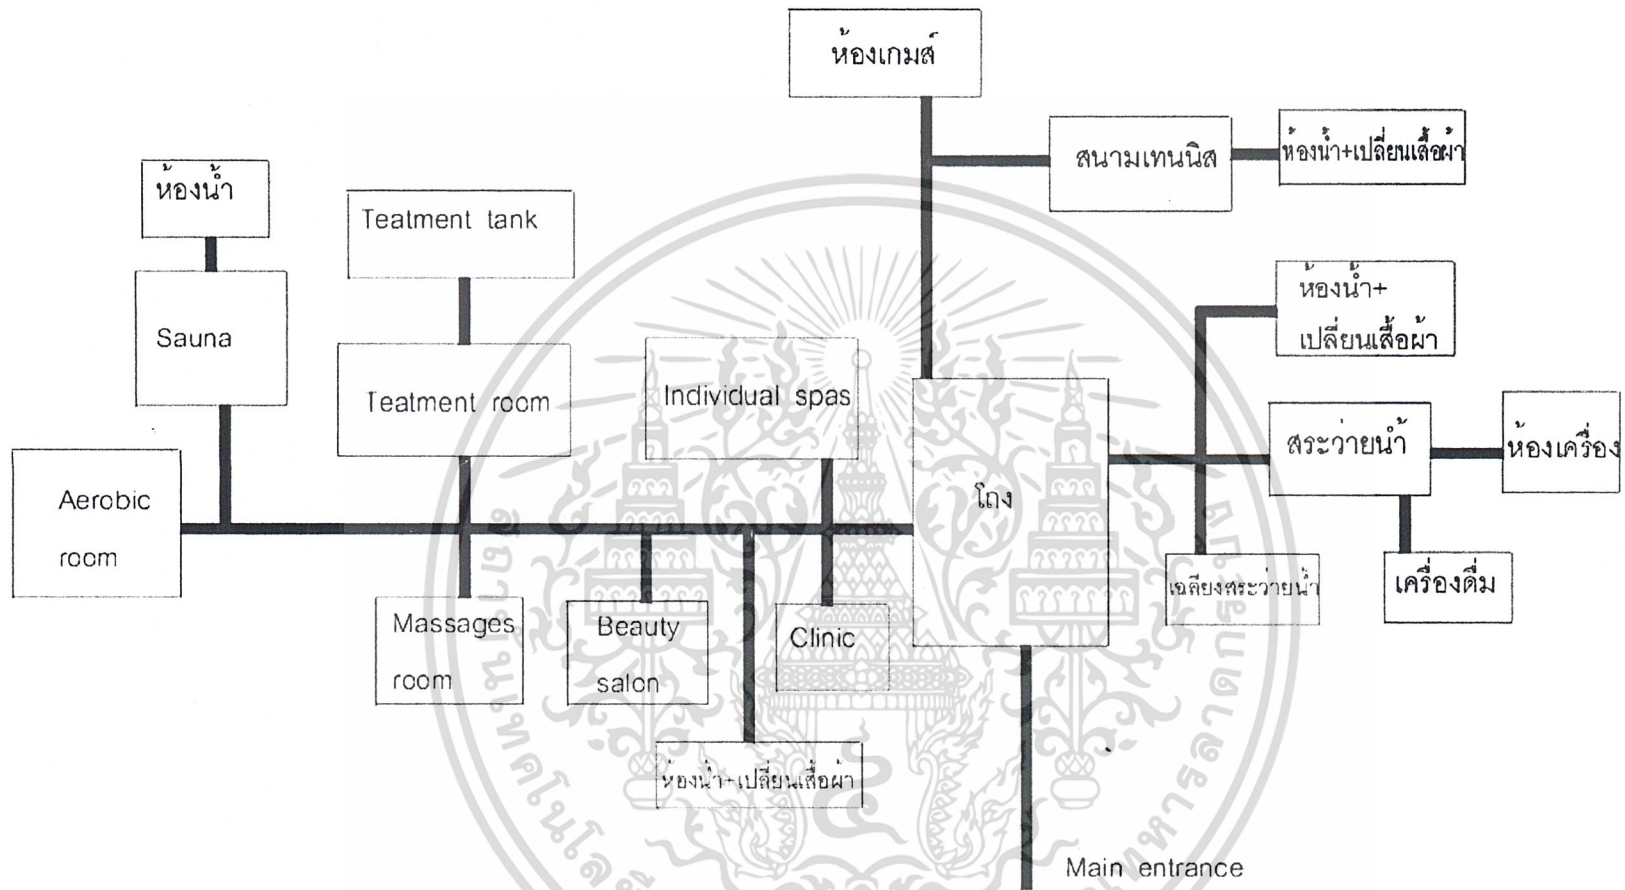 ห้องเกมส์
สนามเทนนิส
ห้องน้ำ+เปลี่ยนเสื้อผ้า
ห้องน้ำ
Teatment tank
Sauna
Teatment room
Individual spas
ห้องน้ำ+
เปลี่ยนเสื้อผ้า
สระว่ายน้ำ
ห้องเครื่อง
Aerobic
room
โถง
เฉลียงสระว่ายน้ำ
เครื่องดื่ม
Massages
room
Beauty
salon
Clinic
ห้องน้ำ+เปลี่ยนเสื้อผ้า
Main entrance